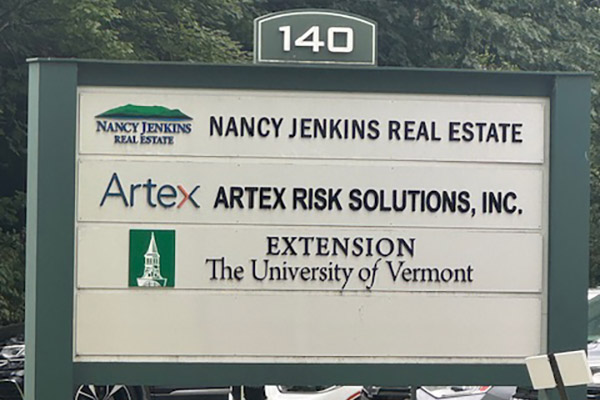 140
NANCY JENKINS
REAL ESTATE
NANCY JENKINS REAL ESTATE
Artex
ARTEX RISK SOLUTIONS, INC.
EXTENSION
The University of Vermont